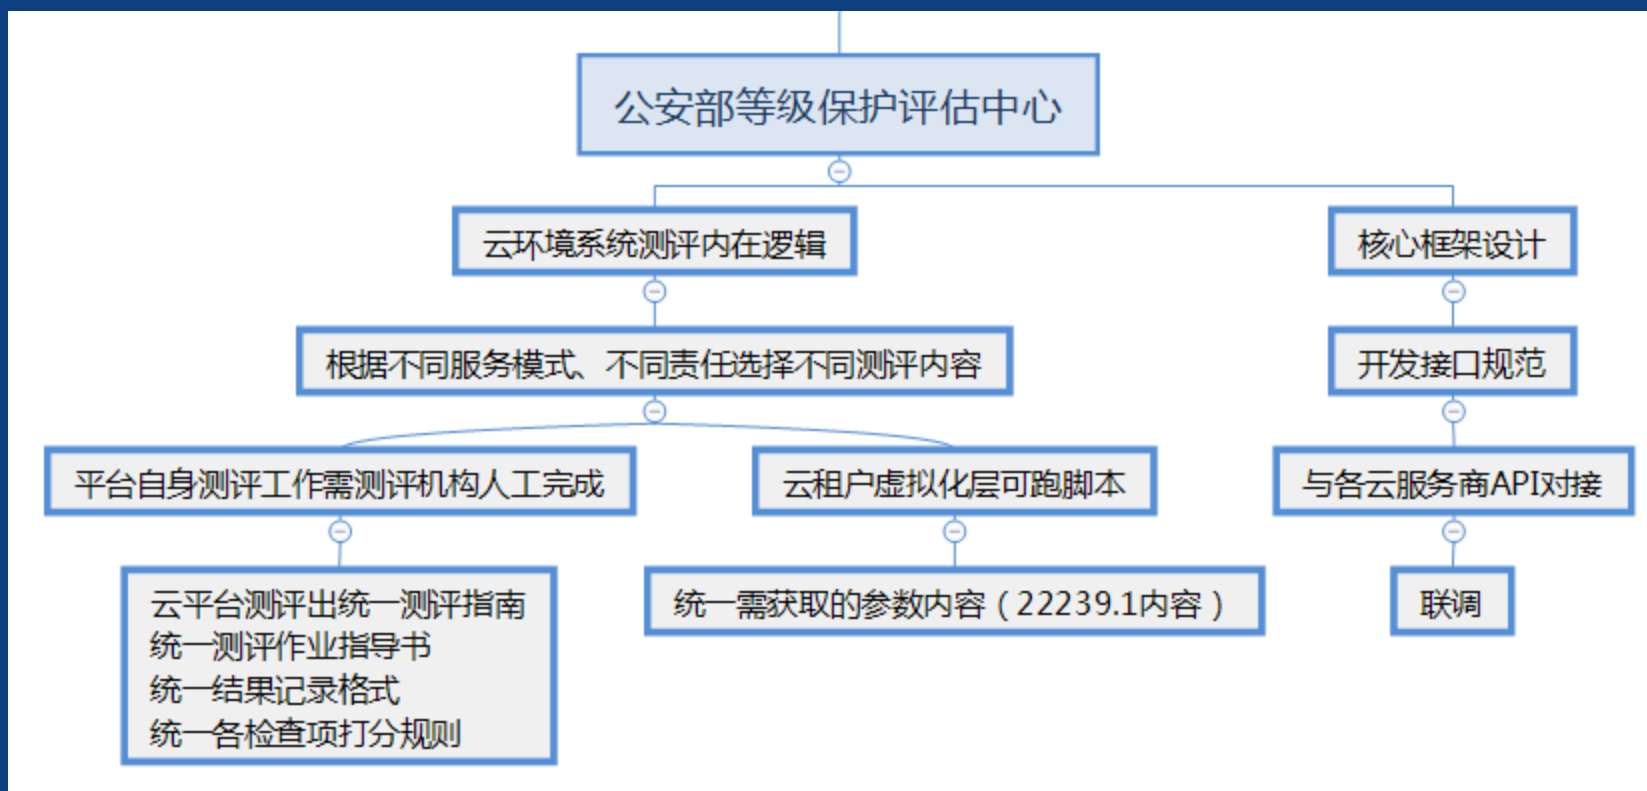 公安部等级保护评估中心
云环境系统测评内在逻辑
核心框架设计
根据不同服务模式、不同责任选择不同测评内容
开发接口规范
平台自身测评工作需测评机构人工完成
云租户虚拟化层可跑脚本
与各云服务商API对接
云平台测评出统一测评指南
统一测评作业指导书
统一结果记录格式
统一各检查项打分规则
统一需获取的参数内容（22239.1内容）
联调